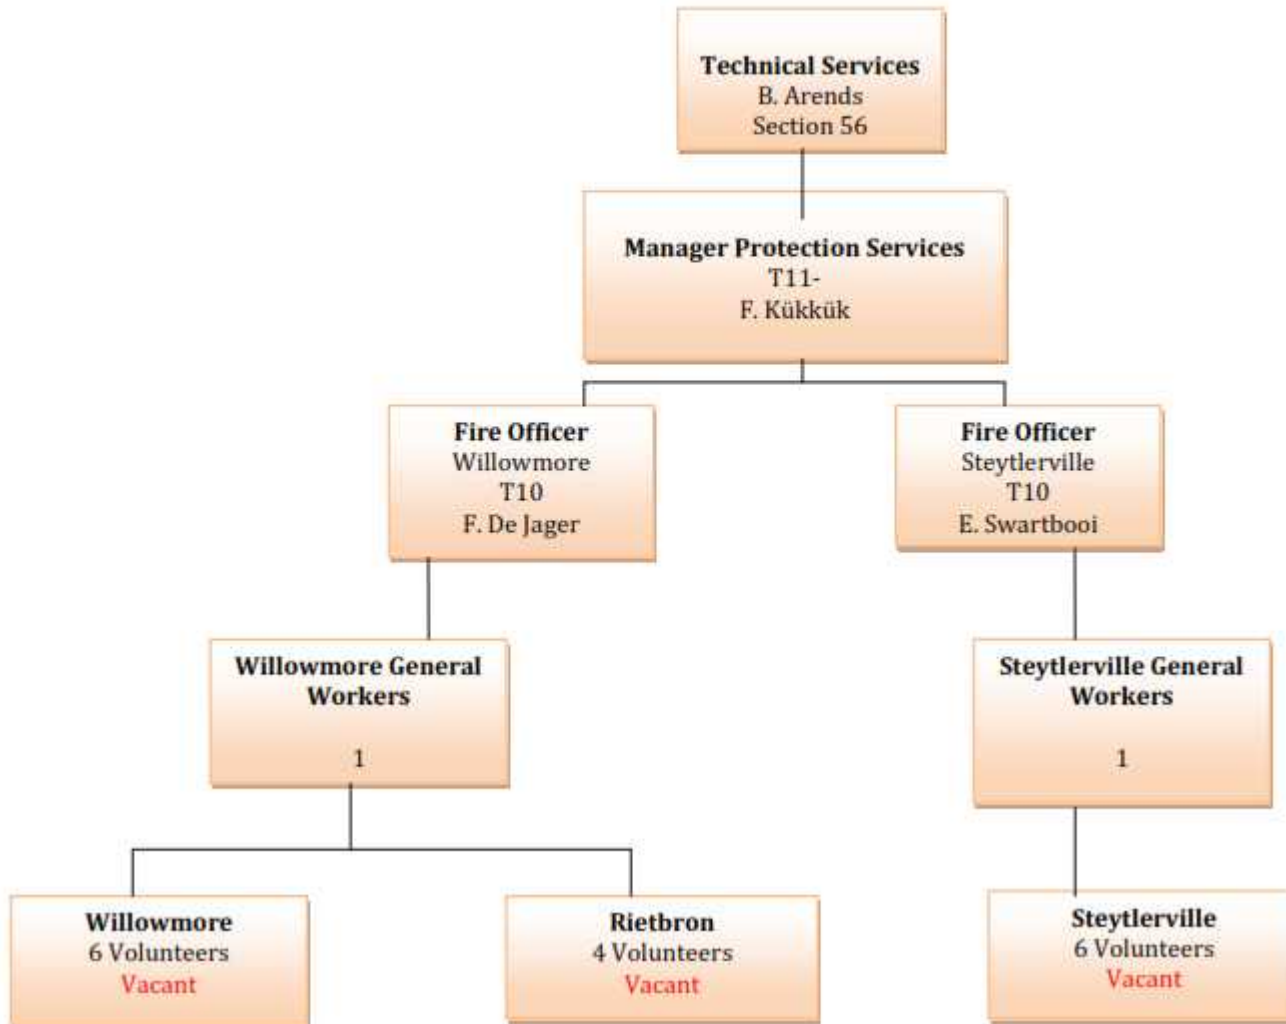 Technical Services
B. Arends
Section 56
Manager Protection Services
T11-
F. Kükkük
Fire Officer
Willowmore
T10
F. De Jager
Fire Officer
Steytlerville
T10
E. Swartbooi
Willowmore General
Workers
1
Steytlerville General
Workers
1
Willowmore
6 Volunteers
Vacant
Rietbron
4 Volunteers
Vacant
Steytlerville
6 Volunteers
Vacant